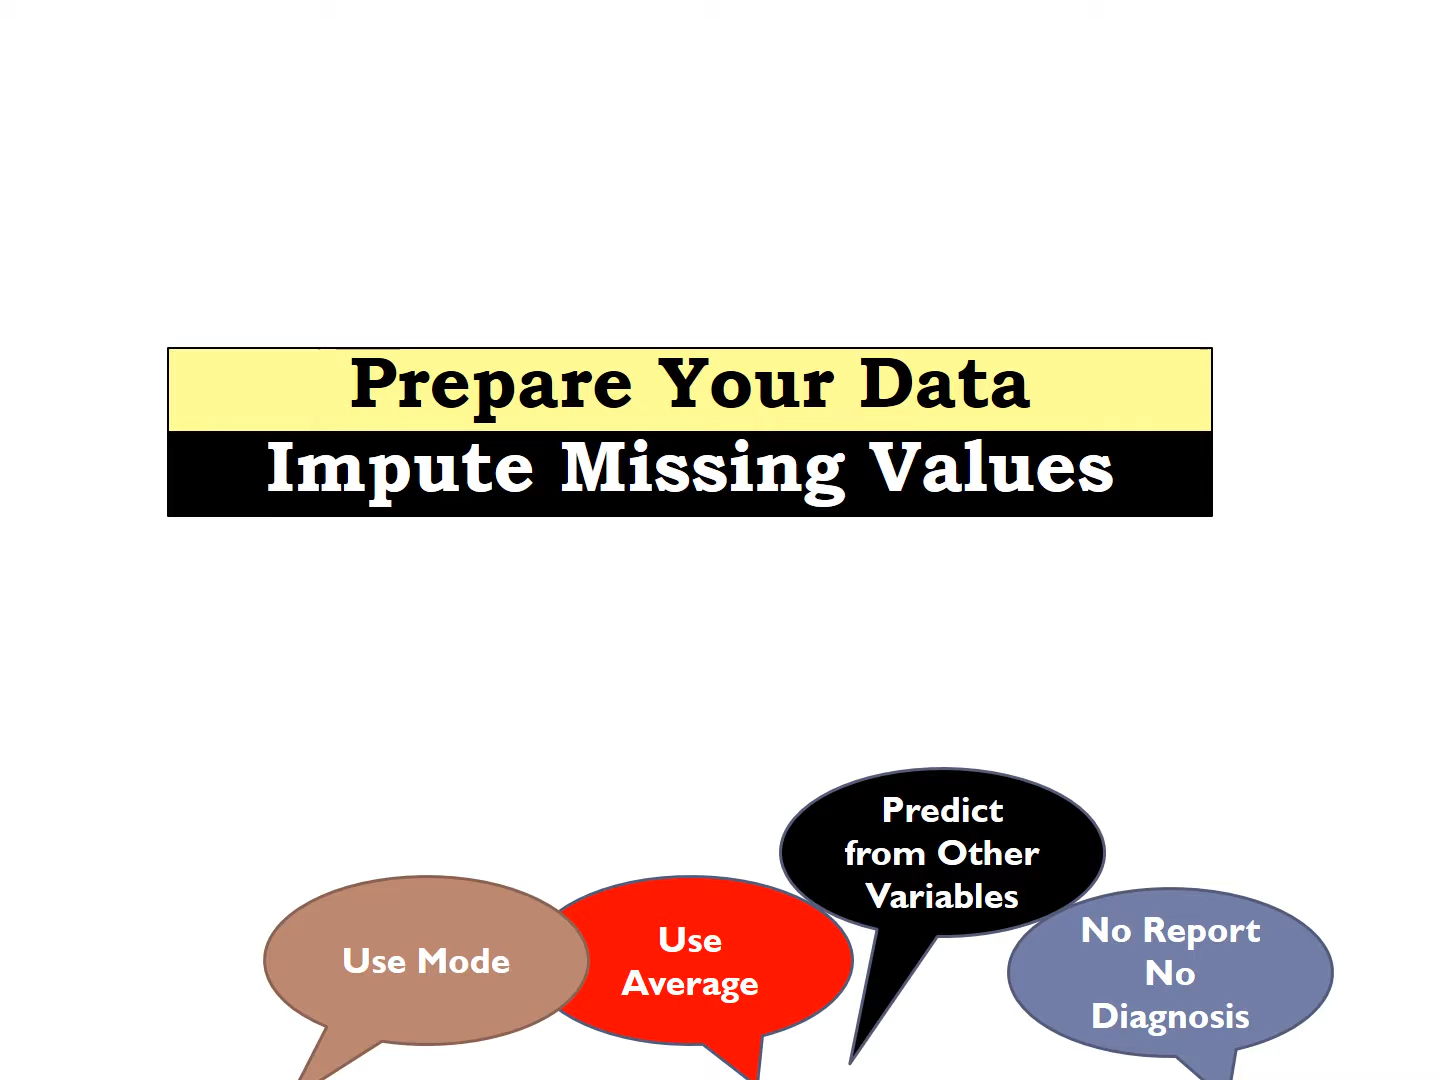 Prepare Your Data
Impute Missing Values
Use Mode
Use
Average
Predict
from Other
Variables
No Report
No
Diagnosis